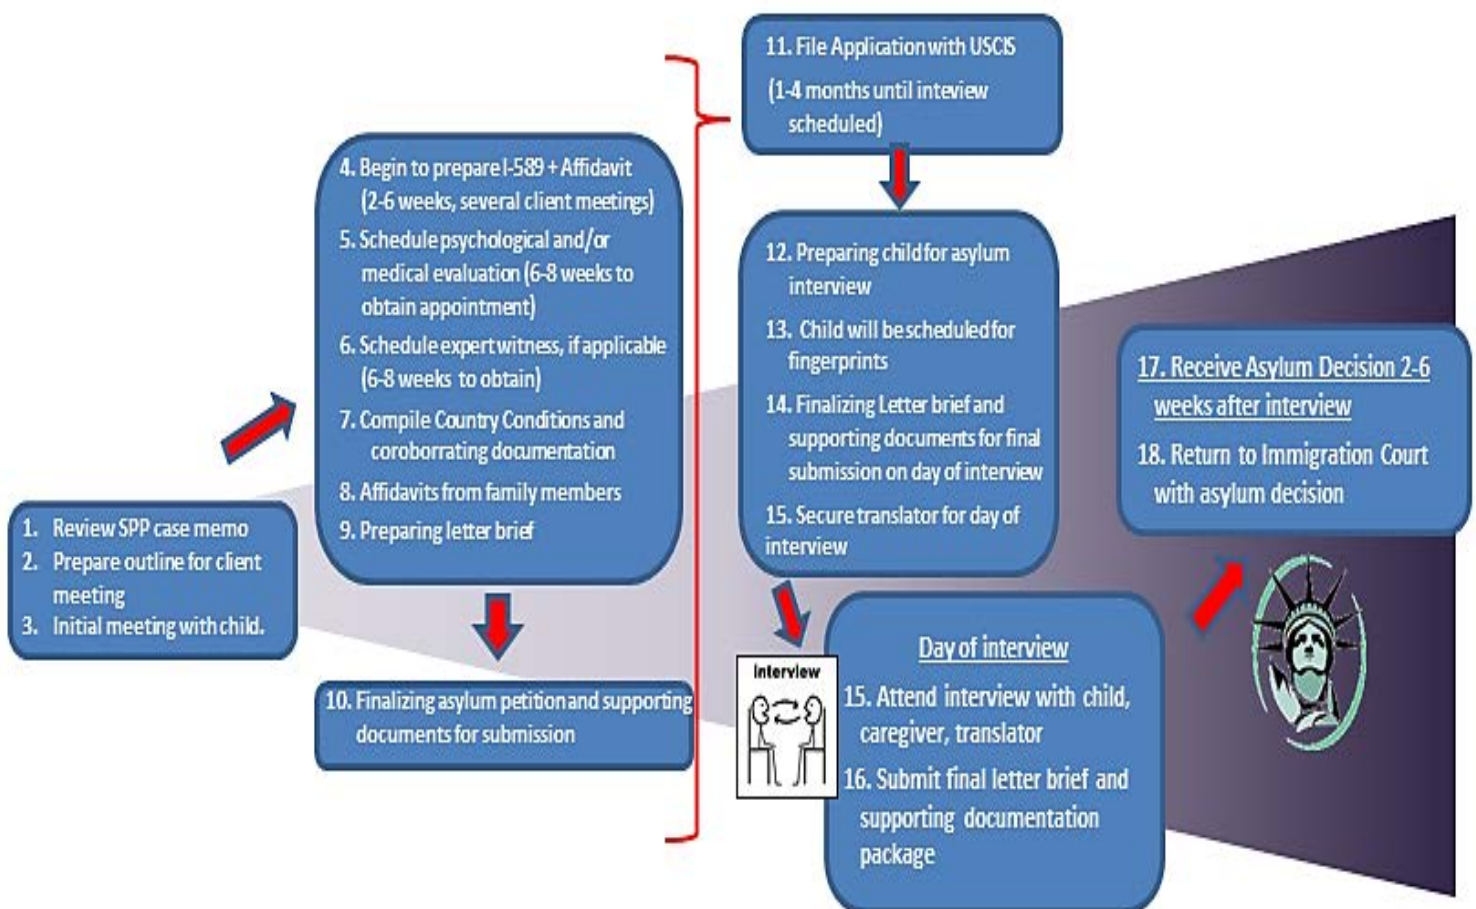 1. Review SPP case memo
2. Prepare outline for client
meeting
3. Initial meeting with child.
4. Begin to prepare I-589 + Affidavit
(2-6 weeks, several client meetings)
5. Schedule psychological and/or
medical evaluation (6-8 weeks to
obtain appointment)
6. Schedule expert witness, if applicable
(6-8 weeks to obtain)
7. Compile Country Conditions and
coroborrating documentation
8. Affidavits from family members
9. Preparing letter brief
10. Finalizing asylum petition and supporting
documents for submission
11. File Application with USCIS
(1-4 months until inteview
scheduled)
12. Preparing child for asylum
interview
13. Child will be scheduled for
fingerprints
14. Finalizing Letter brief and
supporting documents for final
submission on day of interview
15. Secure translator for day of
interview
Interview
Day of interview
15. Attend interview with child,
caregiver, translator
16. Submit final letter brief and
supporting documentation
package
17. Receive Asylum Decision 2-6
weeks after interview
18. Return to Immigration Court
with asylum decision